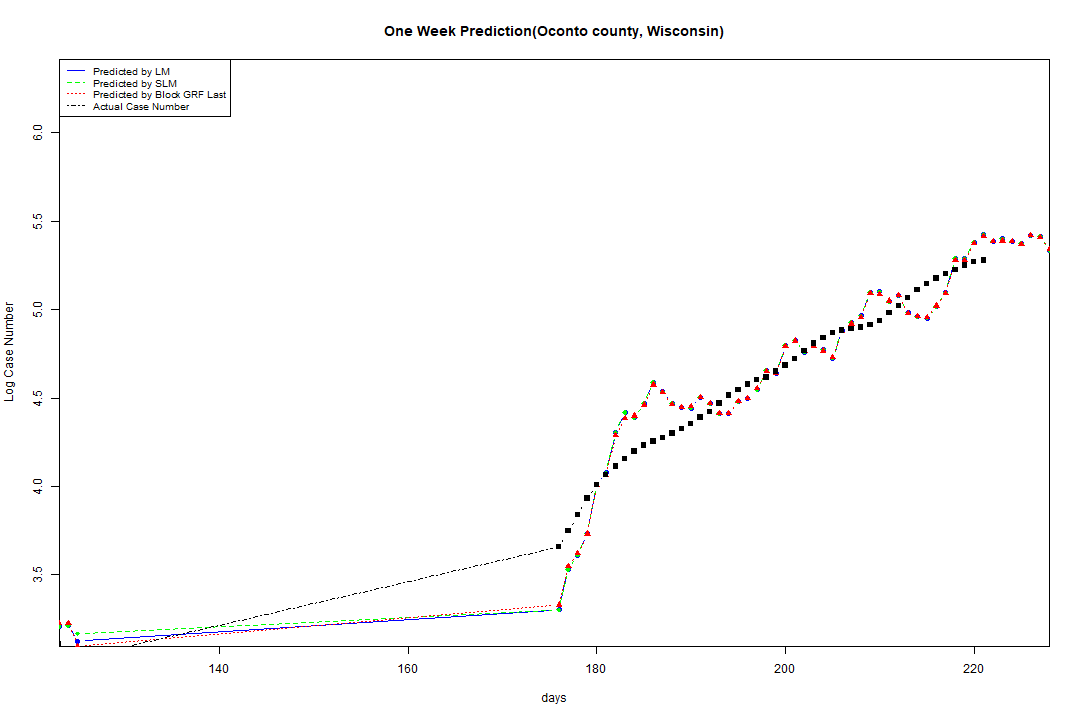 One Week Prediction(Oconto county, Wisconsin)
Predicted by LM
Predicted by SLM
Predicted by Block GRF Last
Actual Case Number
6.0
5.5
5.0
4.5
4.0
3.5
Log Case Number
140 160 180 200 220
days